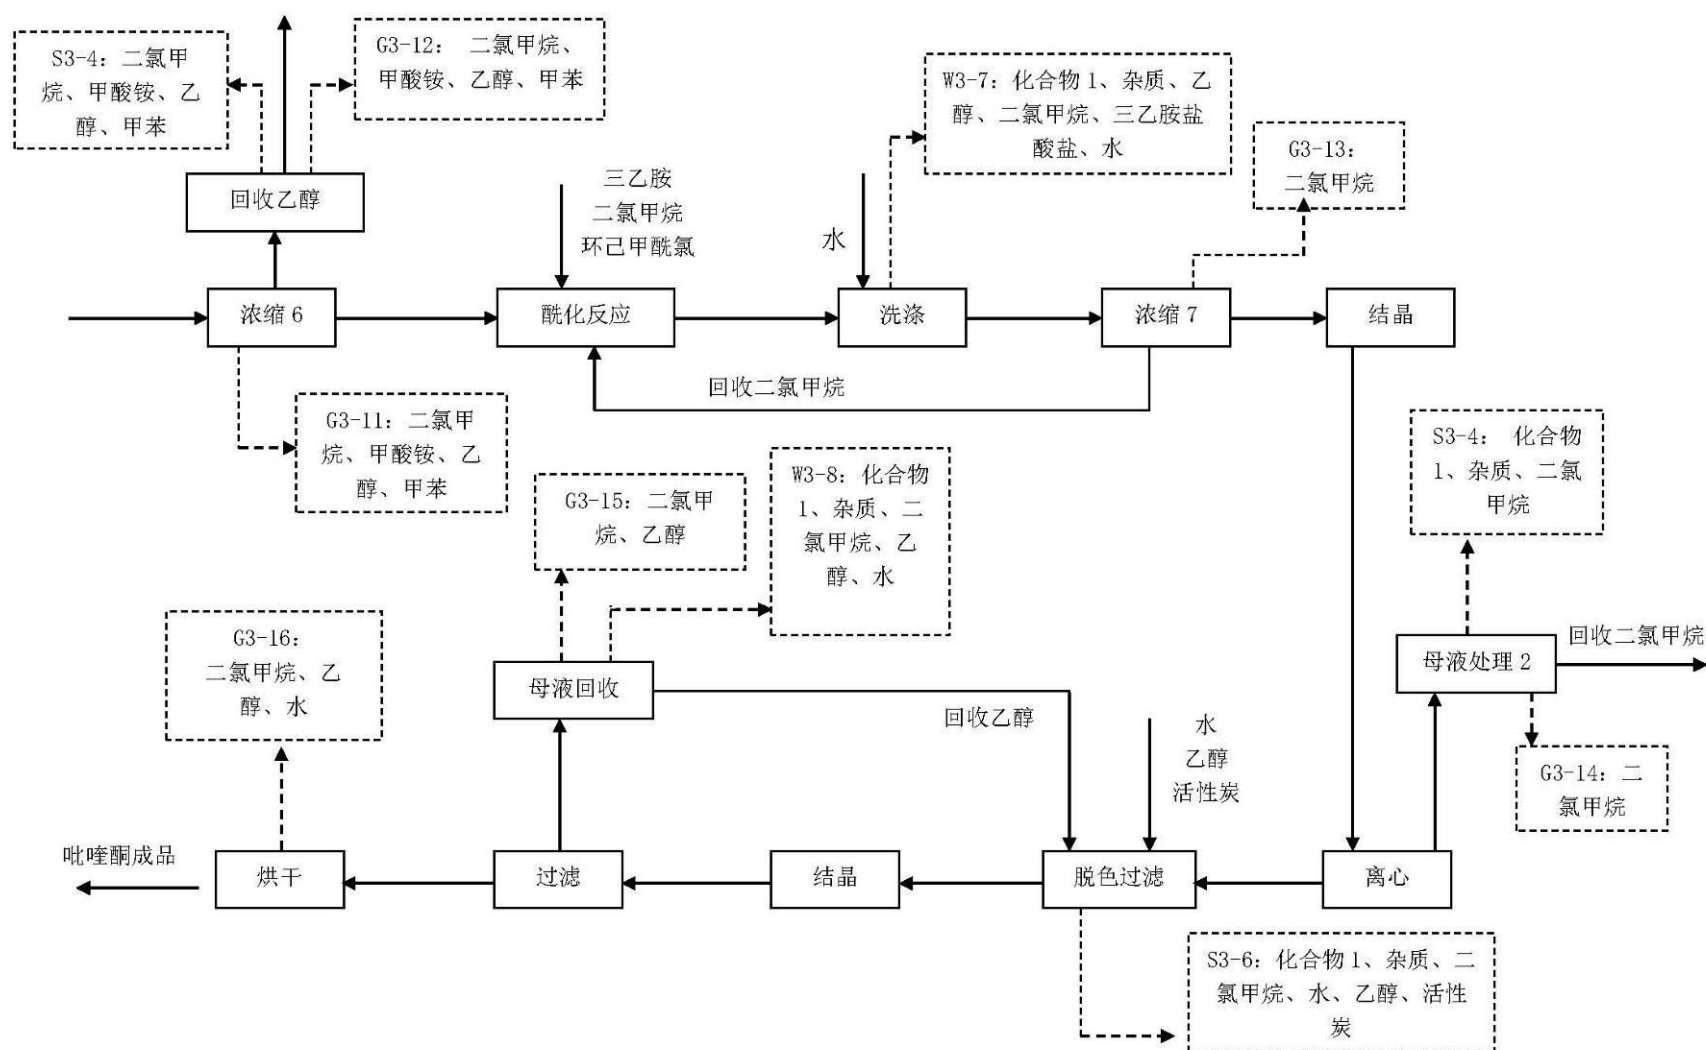 S3-4：二氯甲
烷、甲酸铵、乙
醇、甲苯
G3-12： 二氯甲烷、
甲酸铵、乙醇、甲苯
W3-7：化合物 1、杂质、乙
醇、二氯甲烷、三乙胺盐
酸盐、水
G3-13：
二氯甲烷
回收乙醇
三乙胺
二氯甲烷
环己甲酰氯
水
浓缩 6
酰化反应
洗涤
浓缩 7
结晶
回收二氯甲烷
G3-11：二氯甲
烷、甲酸铵、乙
醇、甲苯
S3-4： 化合物
1、杂质、二氯
甲烷
G3-15：二氯甲
烷、乙醇
W3-8：化合物
1、杂质、二
氯甲烷、乙
醇、水
G3-16：
二氯甲烷、乙
醇、水
母液回收
回收乙醇
母液处理 2
回收二氯甲烷
水
乙醇
活性炭
G3-14：二
氯甲烷
吡喹酮成品
烘干
过滤
结晶
脱色过滤
离心
S3-6：化合物 1、杂质、二
氯甲烷、水、乙醇、活性
炭